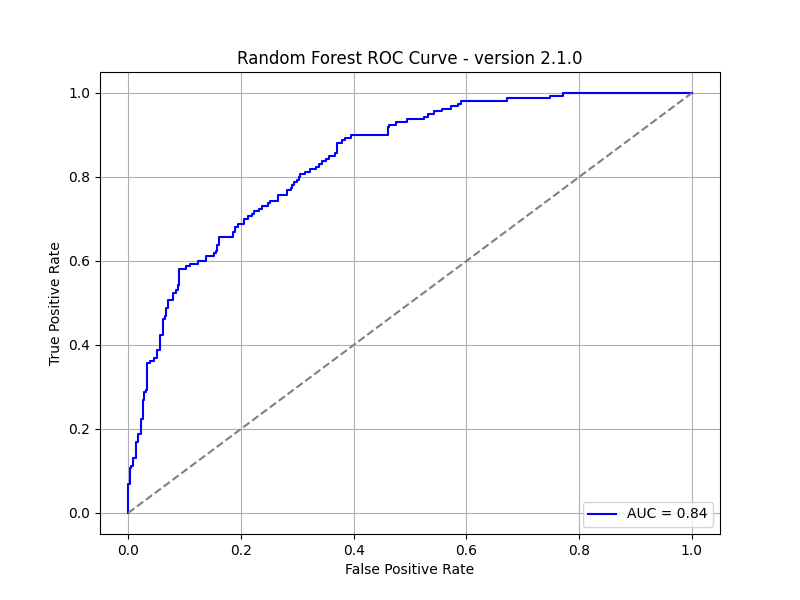 Random Forest ROC Curve - version 2.1.0
True Positive Rate
1.0
0.8
0.6
0.4
0.2
0.0
AUC = 0.84
0.0 0.2 0.4 0.6 0.8 1.0
False Positive Rate